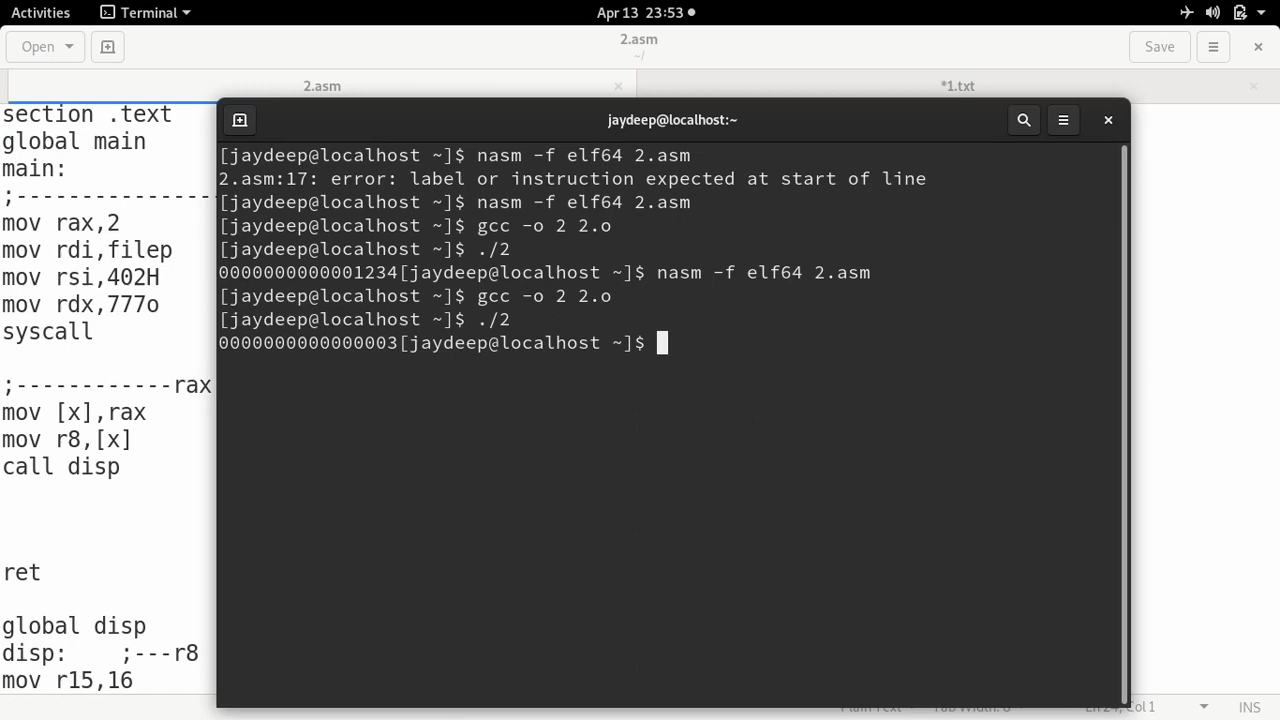 Activities Terminal Apr 13 23:53
Open 2.asm Save
~/
2.asm *1.txt
section .text
global main
main:
;----------------
mov rax,2
mov rdi,filep
mov rsi,402H
mov rdx,777o
syscall
;------------rax
mov [x],rax
mov r8,[x]
call disp
ret
global disp
disp: ;---r8
mov r15,16
jaydeep@localhost:~
[jaydeep@localhost ~]$ nasm -f elf64 2.asm
2.asm:17: error: label or instruction expected at start of line
[jaydeep@localhost ~]$ nasm -f elf64 2.asm
[jaydeep@localhost ~]$ gcc -o 2 2.o
[jaydeep@localhost ~]$ ./2
0000000000001234[jaydeep@localhost ~]$ nasm -f elf64 2.asm
[jaydeep@localhost ~]$ gcc -o 2 2.o
[jaydeep@localhost ~]$ ./2
0000000000000003[jaydeep@localhost ~]$
Plain Text Tab Width: 8 Ln 24, Col 1 INS